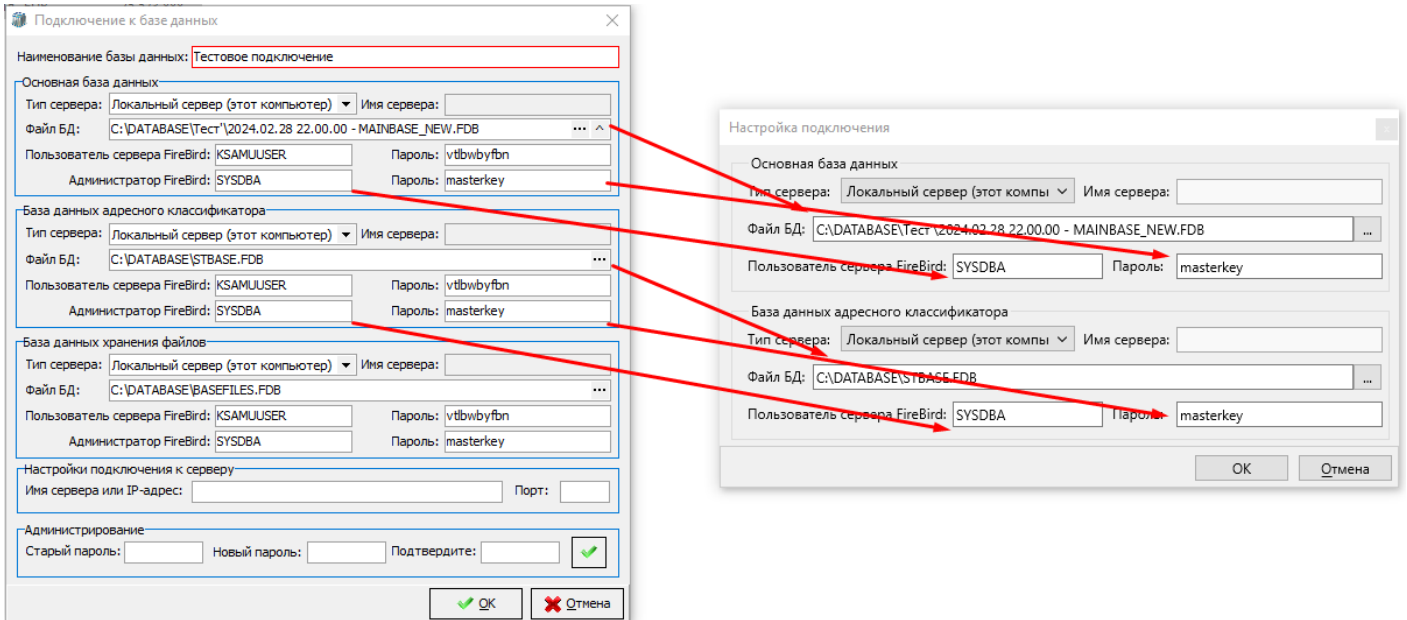 Подключение к базе данных
Наименование базы данных: Тестовое подключение
Основная база данных
Тип сервера: Локальный сервер (этот компьютер) Имя сервера:
Файл БД: C:\DATABASE\Тест'\2024.02.28 22.00.00 - MAINBASE_NEW.FDB ...
Пользователь сервера FireBird: KSAMUUSER Пароль: vtlbwbyfbn
Администратор FireBird: SYSDBA Пароль: masterkey
База данных адресного классификатора
Тип сервера: Локальный сервер (этот компьютер) Имя сервера:
Файл БД: C:\DATABASE\STBASE.FDB ...
Пользователь сервера FireBird: KSAMUUSER Пароль: vtlbwbyfbn
Администратор FireBird: SYSDBA Пароль: masterkey
База данных хранения файлов
Тип сервера: Локальный сервер (этот компьютер) Имя сервера:
Файл БД: C:\DATABASE\BASEFILES.FDB ...
Пользователь сервера FireBird: KSAMUUSER Пароль: vtlbwbyfbn
Администратор FireBird: SYSDBA Пароль: masterkey
Настройки подключения к серверу
Имя сервера или IP-адрес: Порт:
Администрирование
Старый пароль: Новый пароль: Подтвердите:
OK Отмена
Настройка подключения
Основная база данных
Тип сервера: Локальный сервер (этот компы Имя сервера:
Файл БД: C:\DATABASE\Тест'\2024.02.28 22.00.00 - MAINBASE_NEW.FDB ...
Пользователь сервера FireBird: SYSDBA Пароль: masterkey
База данных адресного классификатора
Тип сервера: Локальный сервер (этот компы Имя сервера:
Файл БД: C:\DATABASE\STBASE.FDB ...
Пользователь сервера FireBird: SYSDBA Пароль: masterkey
OK Отмена